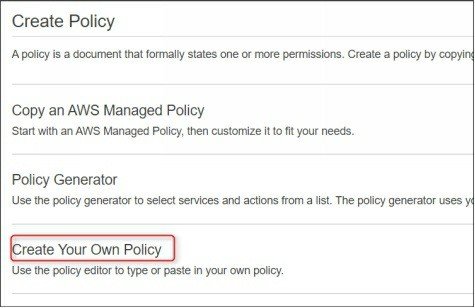 Create Policy
A policy is a document that formally states one or more permissions. Create a policy by copying
Copy an AWS Managed Policy
Start with an AWS Managed Policy, then customize it to fit your needs.
Policy Generator
Use the policy generator to select services and actions from a list. The policy generator uses
Create Your Own Policy
Use the policy editor to type or paste in your own policy.